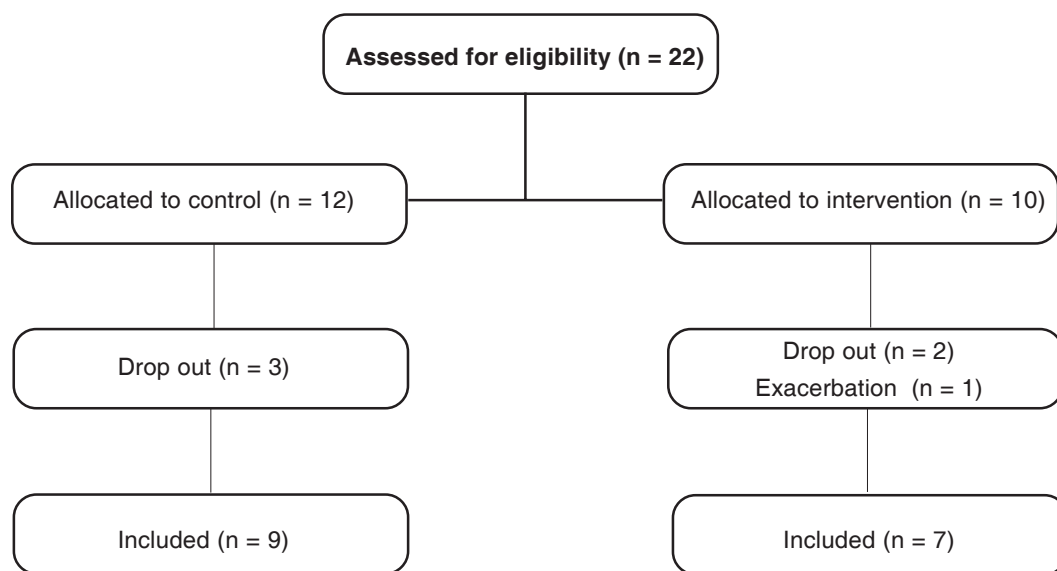 Assessed for eligibility (n = 22)
Allocated to control (n = 12)
Allocated to intervention (n = 10)
Drop out (n = 3)
Drop out (n = 2)
Exacerbation (n = 1)
Included (n = 9)
Included (n = 7)